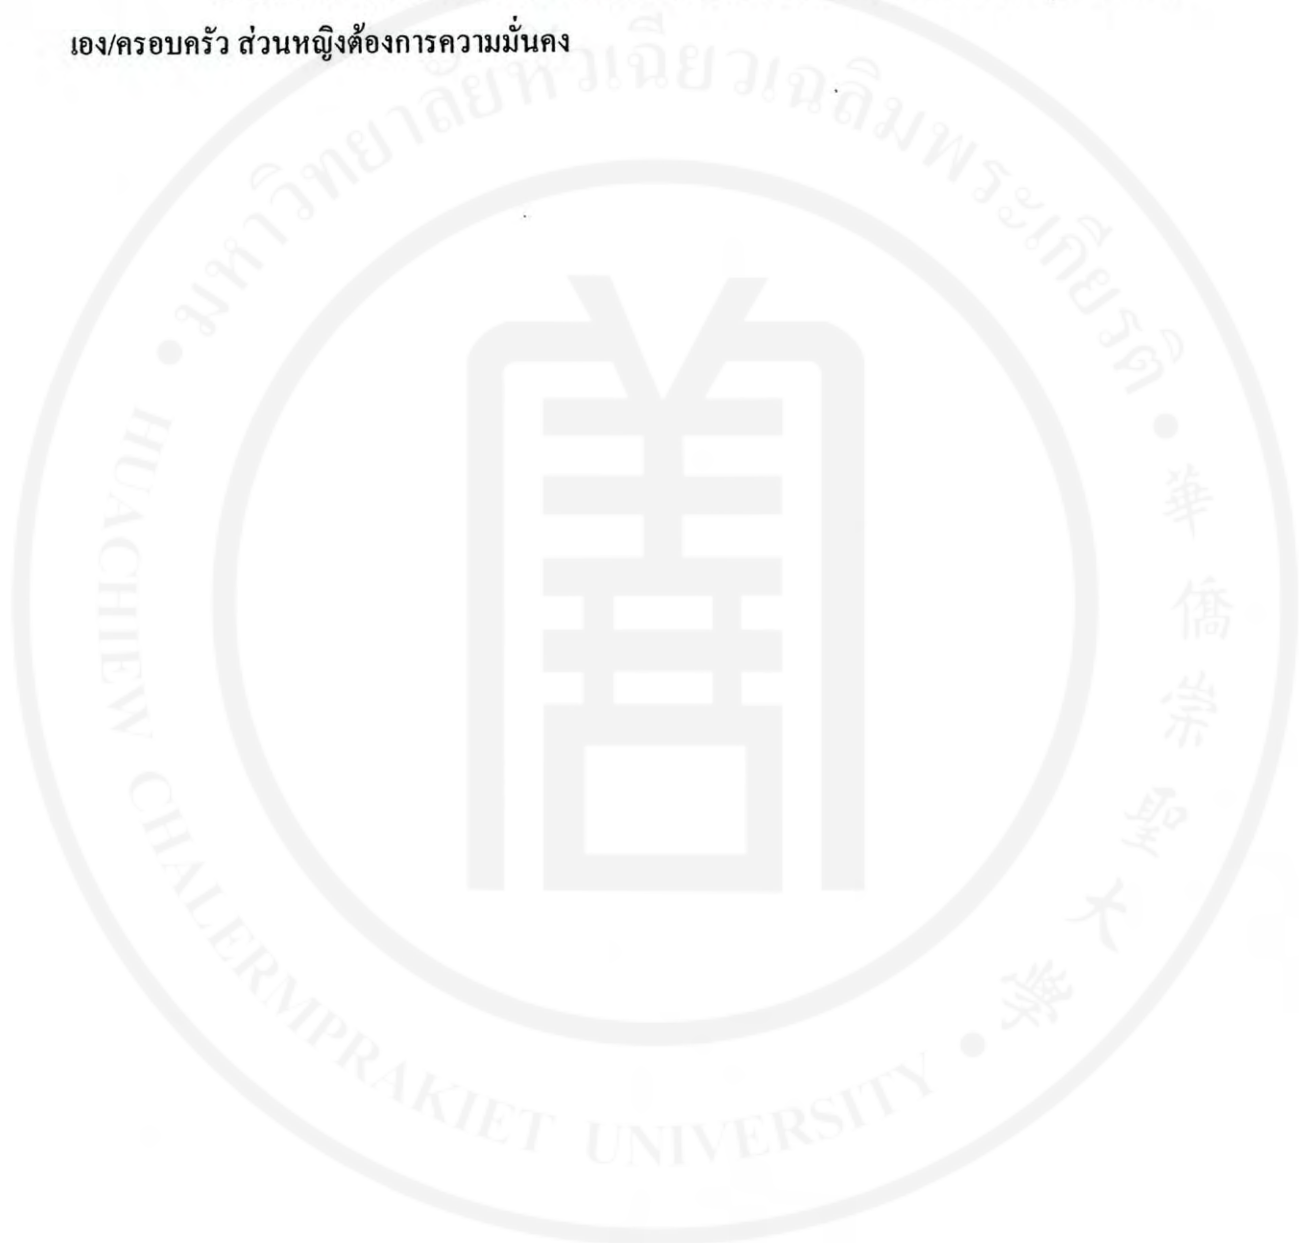 เอง/ครอบครัว ส่วนหญิงต้องการความมั่นคง
มหาวิทยาลัยหัวเฉียวเฉลิมพระเกียรติ
華僑崇聖大學
HUACHIEW CHALERMPRAKIET UNIVERSITY